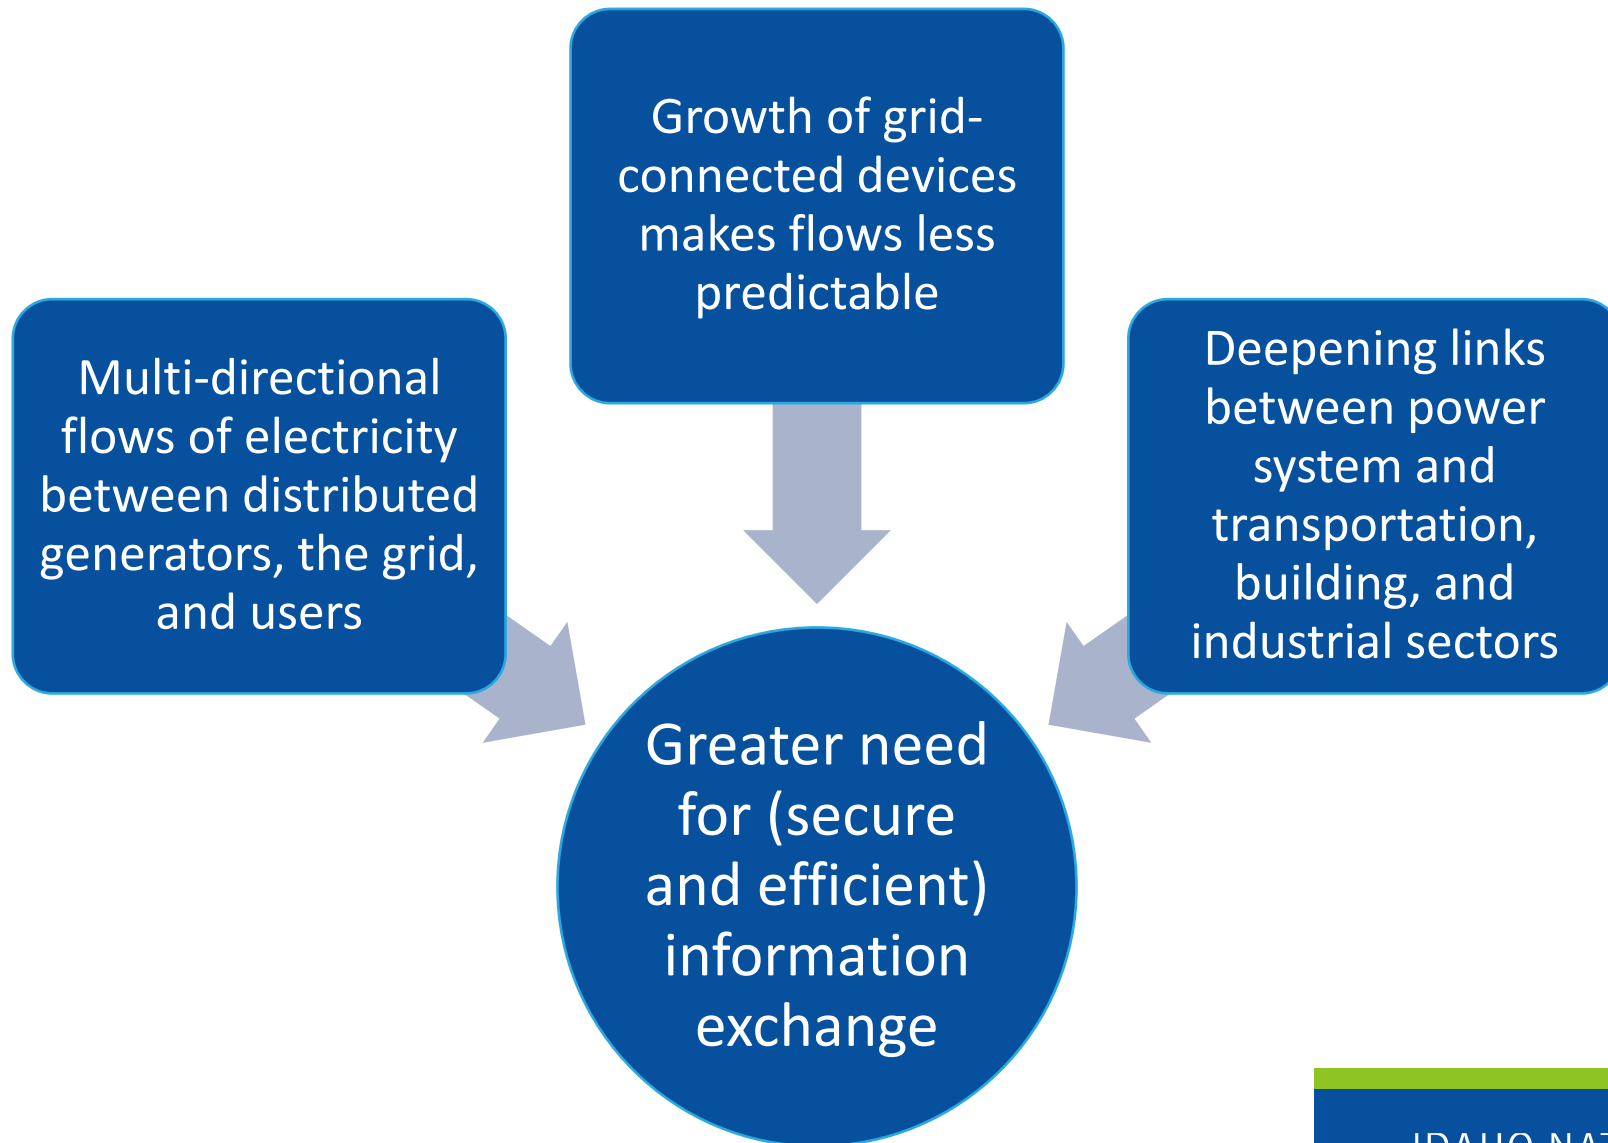 Growth of grid-
connected devices
makes flows less
predictable
Multi-directional
flows of electricity
between distributed
generators, the grid,
and users
Deepening links
between power
system and
transportation,
building, and
industrial sectors
Greater need
for (secure
and efficient)
information
exchange
IDAHO NAT